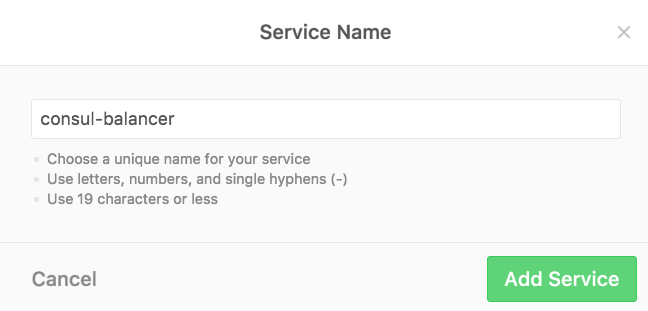 Service Name
consul-balancer
Choose a unique name for your service
Use letters, numbers, and single hyphens (-)
Use 19 characters or less
Cancel
Add Service